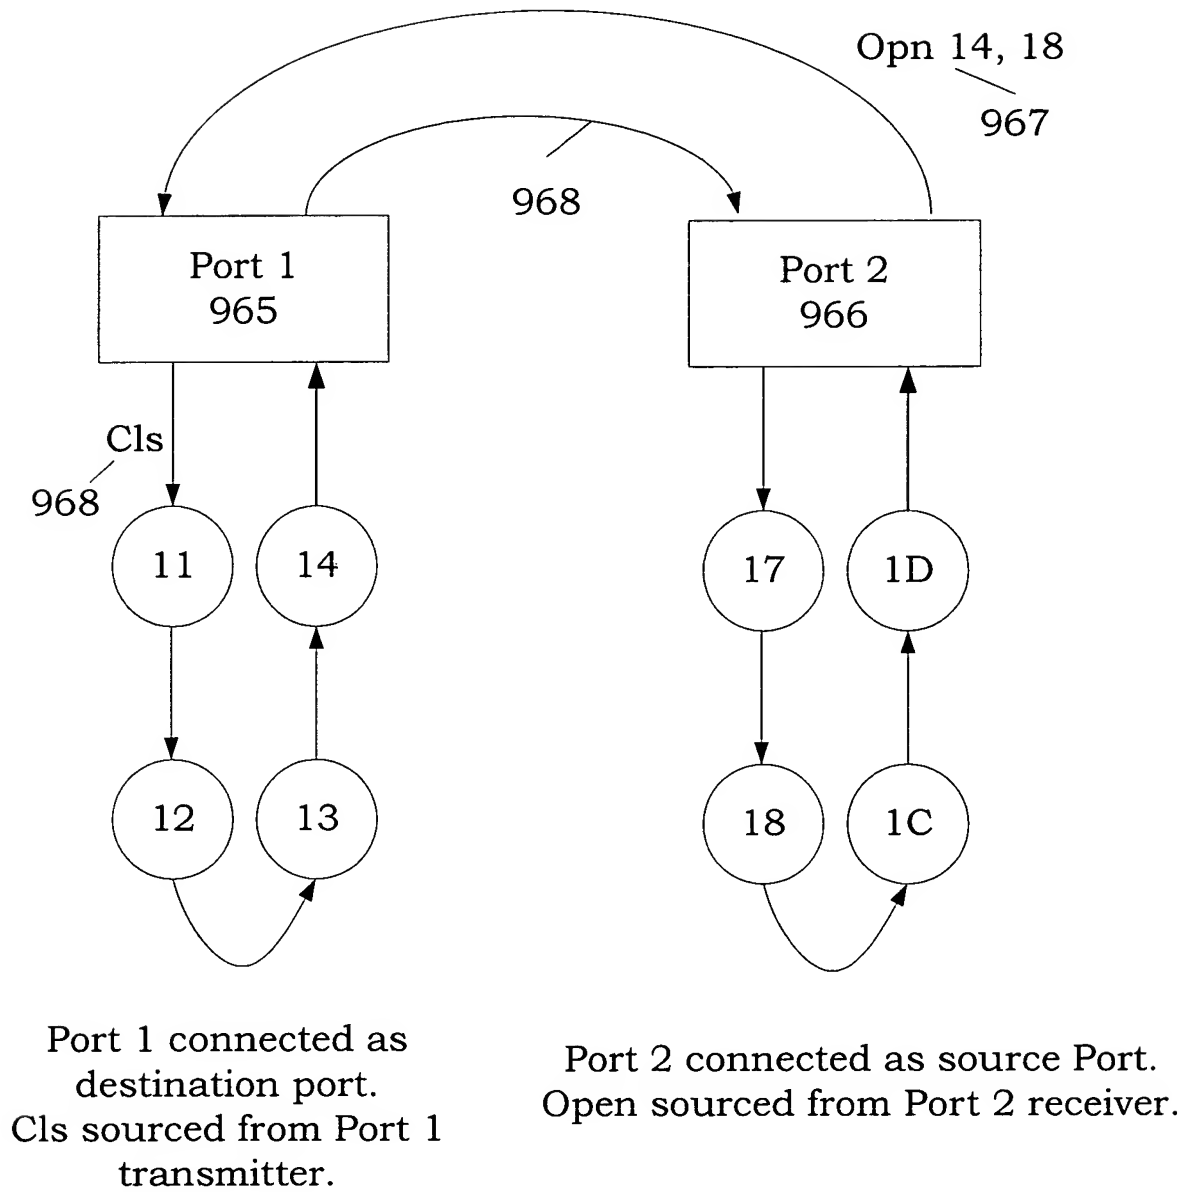 Opn 14, 18
967
968
Port 1
965
Port 2
966
Cls
968
11
14
17
1D
12
13
18
1C
Port 1 connected as
destination port.
Cls sourced from Port 1
transmitter.
Port 2 connected as source Port.
Open sourced from Port 2 receiver.